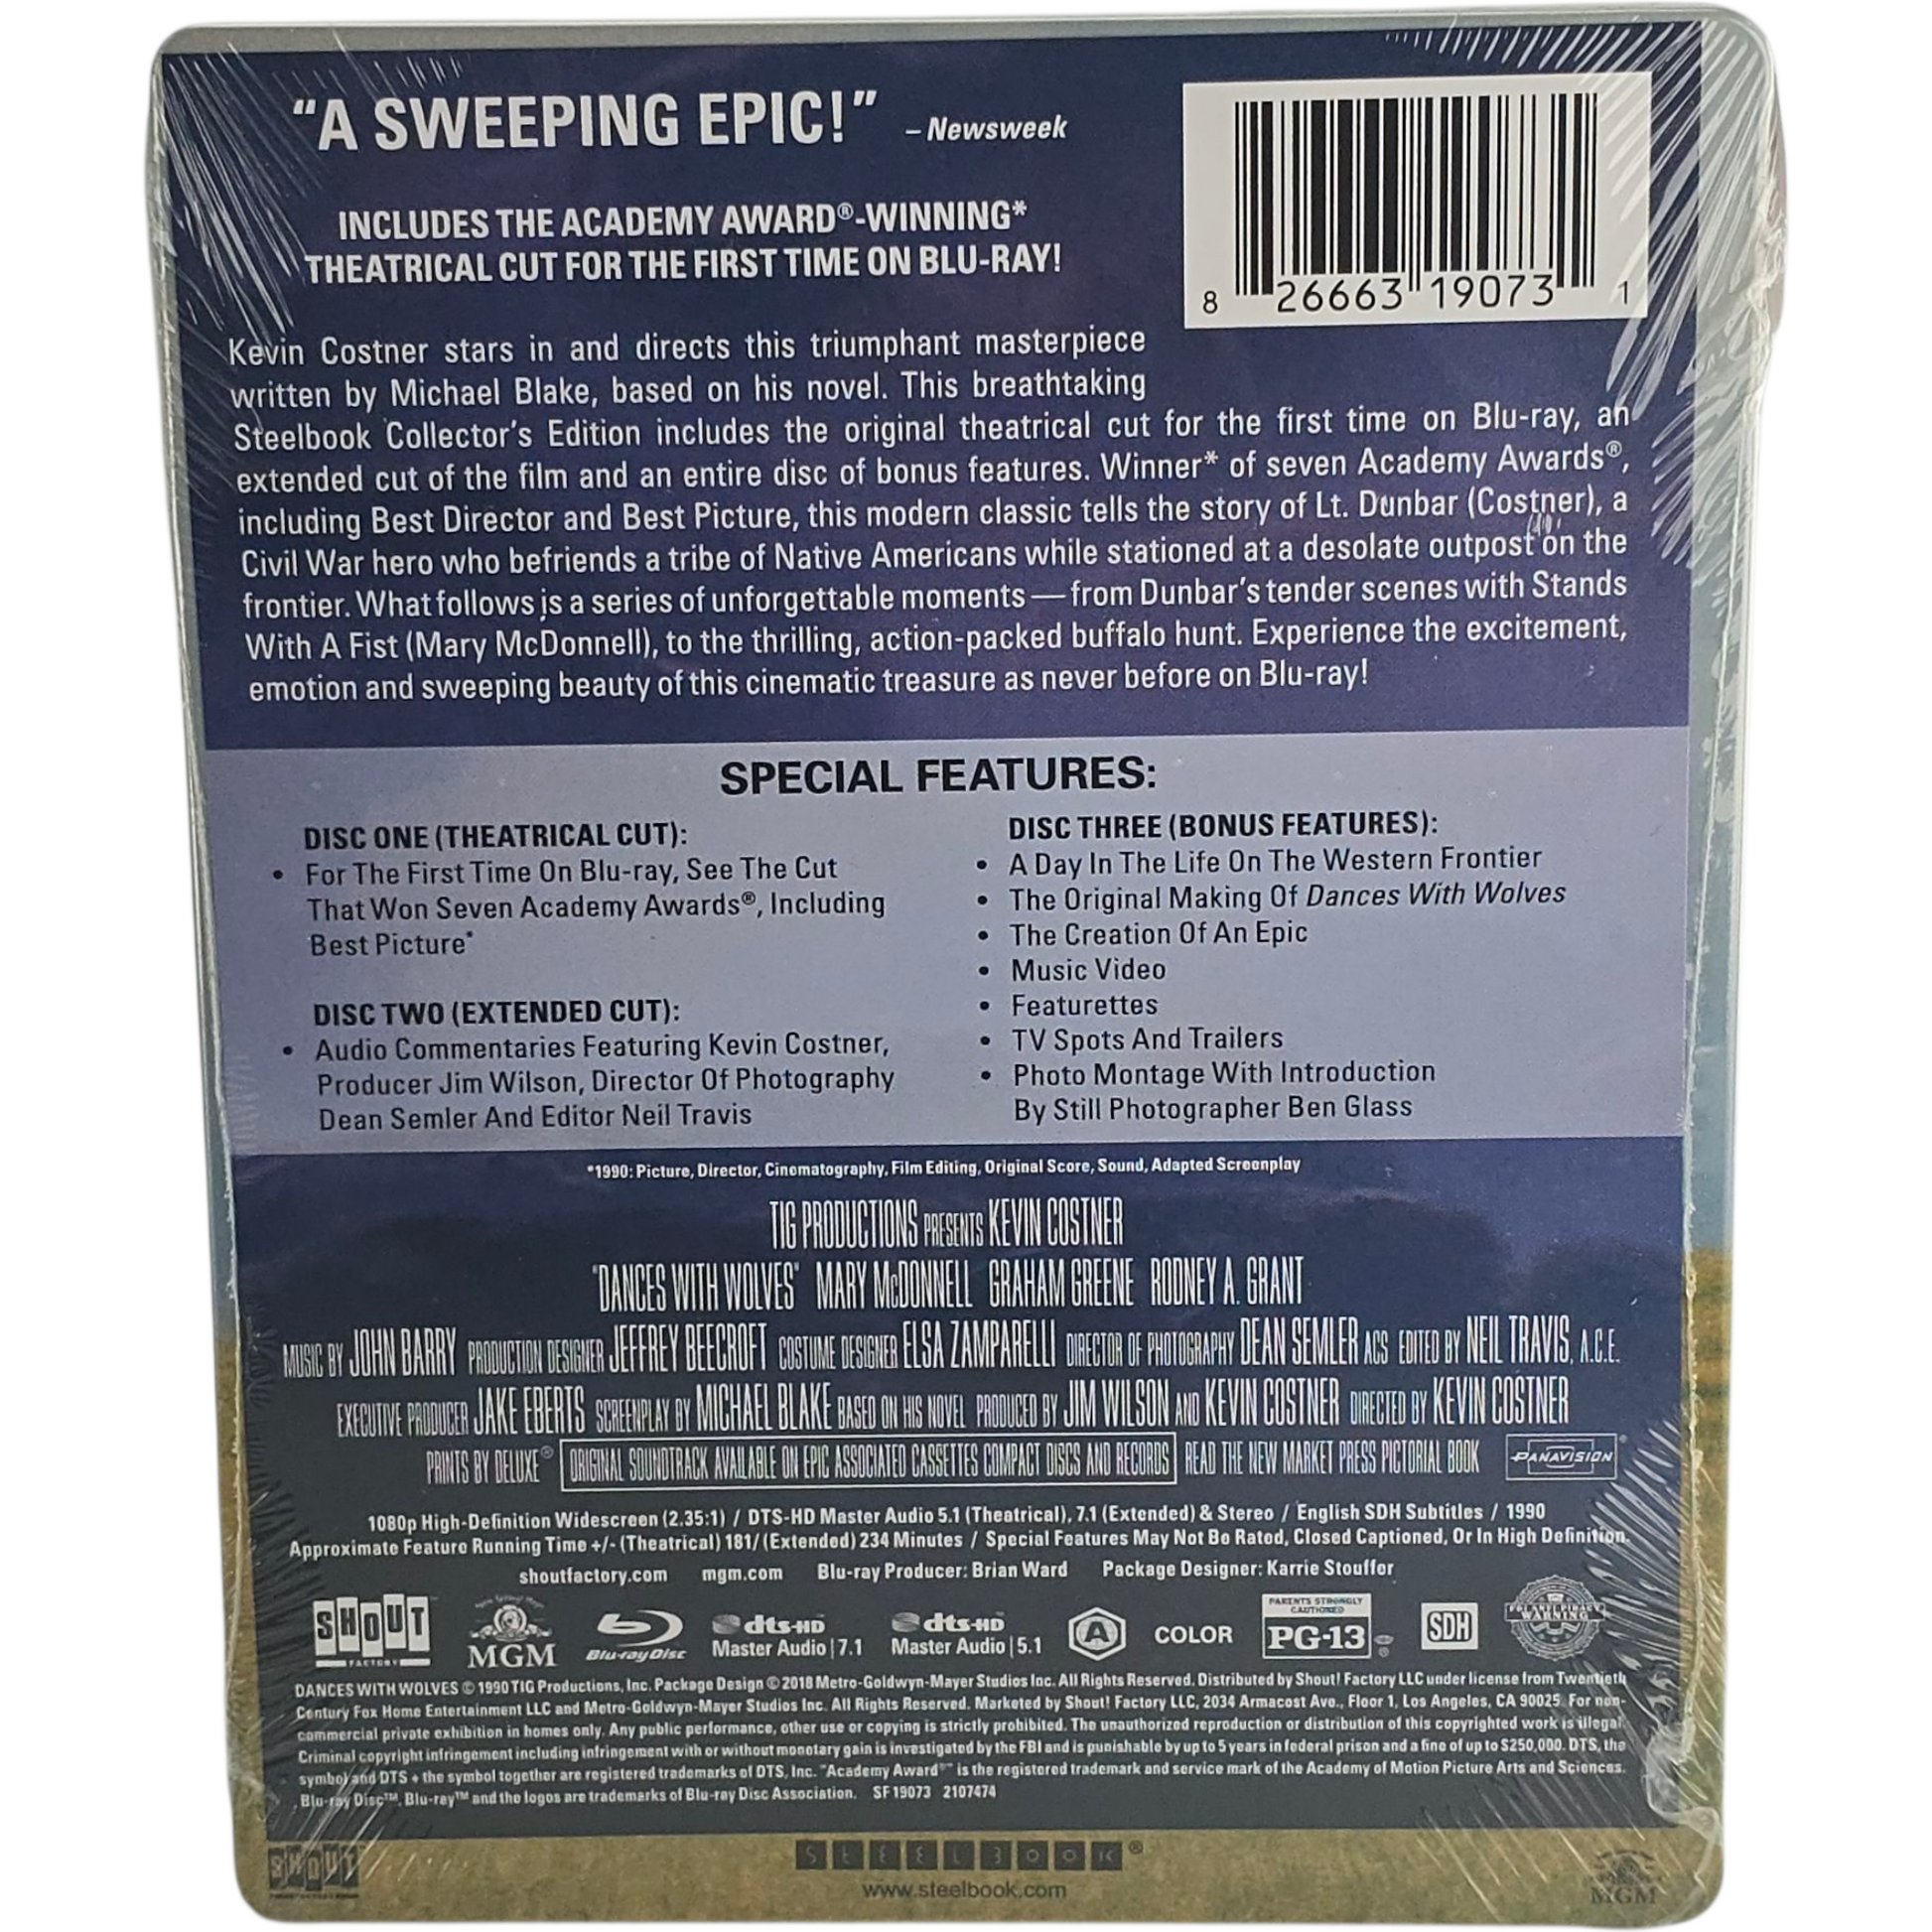 “A SWEEPING EPIC!” – Newsweek
INCLUDES THE ACADEMY AWARD®-WINNING*
THEATRICAL CUT FOR THE FIRST TIME ON BLU-RAY!
8 26663 19073 1
Kevin Costner stars in and directs this triumphant masterpiece
written by Michael Blake, based on his novel. This breathtaking
Steelbook Collector’s Edition includes the original theatrical cut for the first time on Blu-ray, an
extended cut of the film and an entire disc of bonus features. Winner* of seven Academy Awards®,
including Best Director and Best Picture, this modern classic tells the story of Lt. Dunbar (Costner), a
Civil War hero who befriends a tribe of Native Americans while stationed at a desolate outpost on the
frontier. What follows is a series of unforgettable moments — from Dunbar’s tender scenes with Stands
With A Fist (Mary McDonnell), to the thrilling, action-packed buffalo hunt. Experience the excitement,
emotion and sweeping beauty of this cinematic treasure as never before on Blu-ray!
SPECIAL FEATURES:
DISC ONE (THEATRICAL CUT):
• For The First Time On Blu-ray, See The Cut
That Won Seven Academy Awards®, Including
Best Picture*
DISC TWO (EXTENDED CUT):
• Audio Commentaries Featuring Kevin Costner,
Producer Jim Wilson, Director Of Photography
Dean Semler And Editor Neil Travis
DISC THREE (BONUS FEATURES):
• A Day In The Life On The Western Frontier
• The Original Making Of Dances With Wolves
• The Creation Of An Epic
• Music Video
• Featurettes
• TV Spots And Trailers
• Photo Montage With Introduction
By Still Photographer Ben Glass
*1990: Picture, Director, Cinematography, Film Editing, Original Score, Sound, Adapted Screenplay
TIG PRODUCTIONS PRESENTS KEVIN COSTNER
"DANCES WITH WOLVES" MARY McDONNELL GRAHAM GREENE RODNEY A. GRANT
MUSIC BY JOHN BARRY PRODUCTION DESIGNER JEFFREY BEECROFT COSTUME DESIGNER ELSA ZAMPARELLI DIRECTOR OF PHOTOGRAPHY DEAN SEMLER ACS EDITED BY NEIL TRAVIS, A.C.E.
EXECUTIVE PRODUCER JAKE EBERTS SCREENPLAY BY MICHAEL BLAKE BASED ON HIS NOVEL PRODUCED BY JIM WILSON AND KEVIN COSTNER DIRECTED BY KEVIN COSTNER
PRINTS BY DELUXE® ORIGINAL SOUNDTRACK AVAILABLE ON EPIC ASSOCIATED CASSETTES COMPACT DISCS AND RECORDS READ THE NEW MARKET PRESS PICTORIAL BOOK PANAVISION®
1080p High-Definition Widescreen (2.35:1) / DTS-HD Master Audio 5.1 (Theatrical), 7.1 (Extended) & Stereo / English SDH Subtitles / 1990
Approximate Feature Running Time +/- (Theatrical) 181/ (Extended) 234 Minutes / Special Features May Not Be Rated, Closed Captioned, Or In High Definition.
shoutfactory.com mgm.com Blu-ray Producer: Brian Ward Package Designer: Karrie Stouffer
SHOUT FACTORY MGM Blu-ray Disc dts-HD Master Audio | 7.1 dts-HD Master Audio | 5.1 A COLOR PARENTS STRONGLY CAUTIONED PG-13 ® SDH FBI ANTI-PIRACY WARNING
DANCES WITH WOLVES © 1990 TIG Productions, Inc. Package Design © 2018 Metro-Goldwyn-Mayer Studios Inc. All Rights Reserved. Distributed by Shout! Factory LLC under license from Twentieth
Century Fox Home Entertainment LLC and Metro-Goldwyn-Mayer Studios Inc. All Rights Reserved. Marketed by Shout! Factory LLC, 2034 Armacost Ave., Floor 1, Los Angeles, CA 90025. For non-
commercial private exhibition in homes only. Any public performance, other use or copying is strictly prohibited. The unauthorized reproduction or distribution of this copyrighted work is illegal.
Criminal copyright infringement including infringement with or without monetary gain is investigated by the FBI and is punishable by up to 5 years in federal prison and a fine of up to $250,000. DTS, the
symbol and DTS + the symbol together are registered trademarks of DTS, Inc. "Academy Award®" is the registered trademark and service mark of the Academy of Motion Picture Arts and Sciences.
Blu-ray Disc™, Blu-ray™ and the logos are trademarks of Blu-ray Disc Association. SF 19073 2107474
SHOUT STEELBOOK® MGM
www.steelbook.com